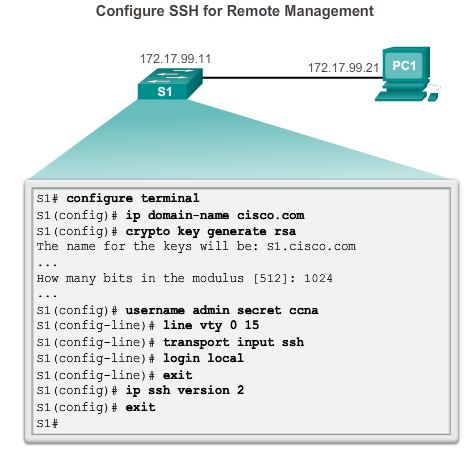 Configure SSH for Remote Management
172.17.99.11
172.17.99.21
PC1
S1
S1# configure terminal
S1(config)# ip domain-name cisco.com
S1(config)# crypto key generate rsa
The name for the keys will be: S1.cisco.com
...
How many bits in the modulus [512]: 1024
...
S1(config)# username admin secret ccna
S1(config-line)# line vty 0 15
S1(config-line)# transport input ssh
S1(config-line)# login local
S1(config-line)# exit
S1(config)# ip ssh version 2
S1(config)# exit
S1#